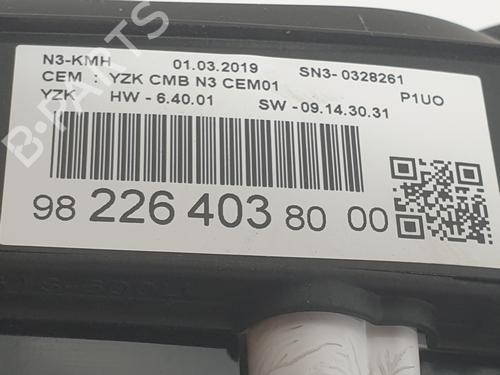 N3-KMH 01.03.2019 SN3- 0328261
CEM : YZK CMB N3 CEM01
YZK HW - 6.40.01 SW - 09.14.30.31 P1UO
98 226 403 80 00
B-PARTS